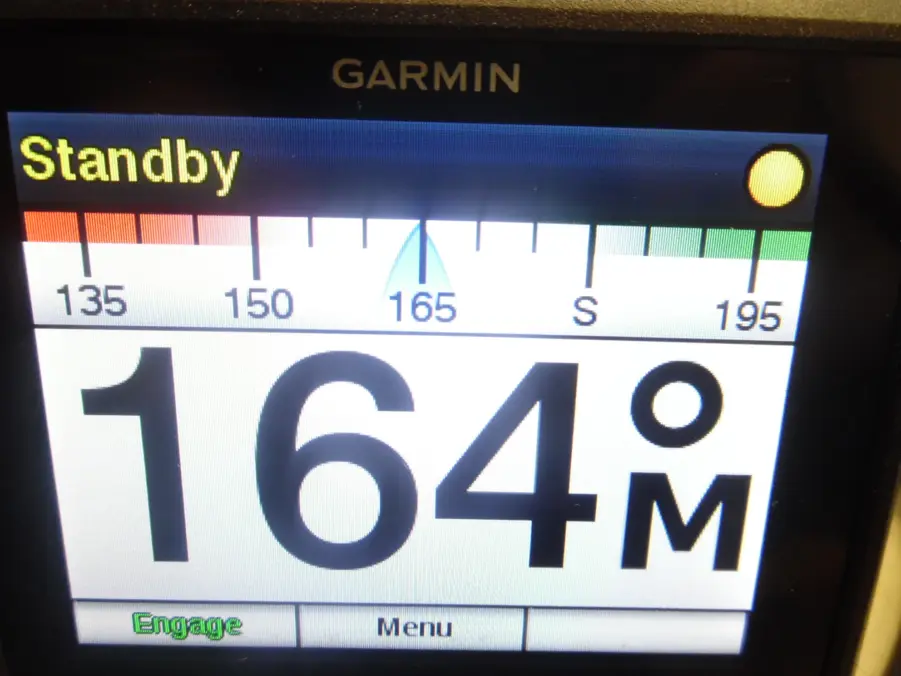 GARMIN
Standby
135 150 165 S 195
164°M
Engage Menu